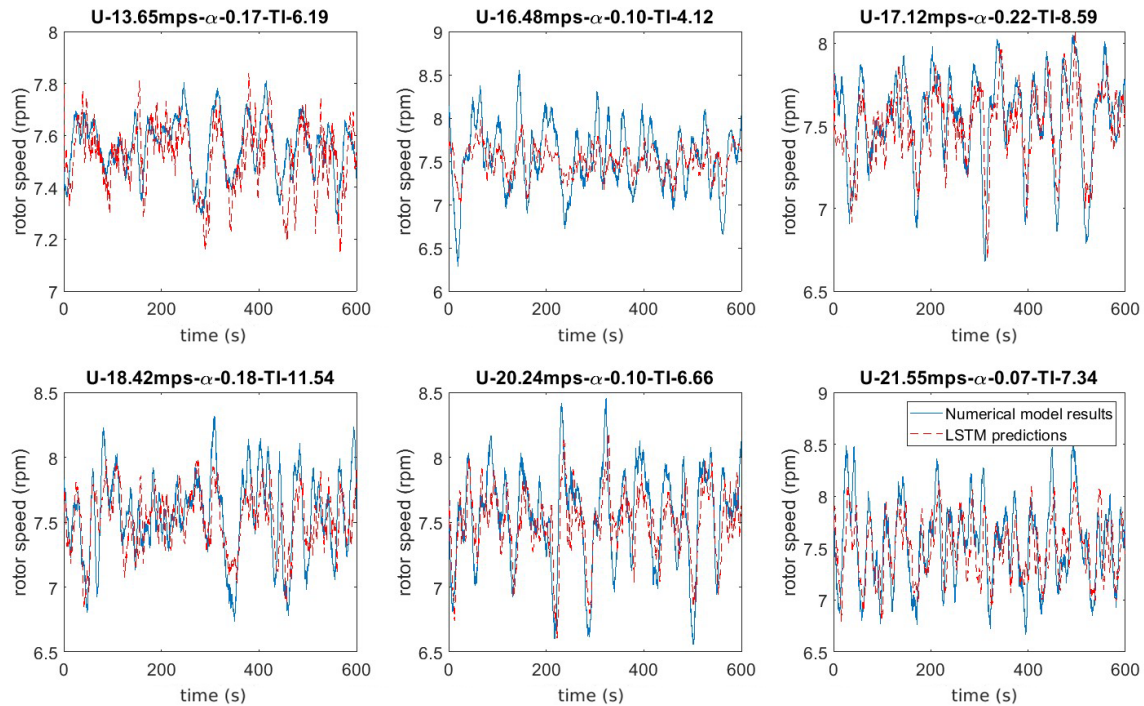 U-13.65mps-α-0.17-TI-6.19
8
7.8
7.6
7.4
7.2
7
rotor speed (rpm)
0 200 400 600
time (s)
U-16.48mps-α-0.10-TI-4.12
9
8.5
8
7.5
7
6.5
6
rotor speed (rpm)
0 200 400 600
time (s)
U-17.12mps-α-0.22-TI-8.59
8
7.5
7
6.5
rotor speed (rpm)
0 200 400 600
time (s)
U-18.42mps-α-0.18-TI-11.54
8.5
8
7.5
7
6.5
rotor speed (rpm)
0 200 400 600
time (s)
U-20.24mps-α-0.10-TI-6.66
8.5
8
7.5
7
6.5
rotor speed (rpm)
0 200 400 600
time (s)
U-21.55mps-α-0.07-TI-7.34
Numerical model results
LSTM predictions
9
8.5
8
7.5
7
6.5
rotor speed (rpm)
0 200 400 600
time (s)